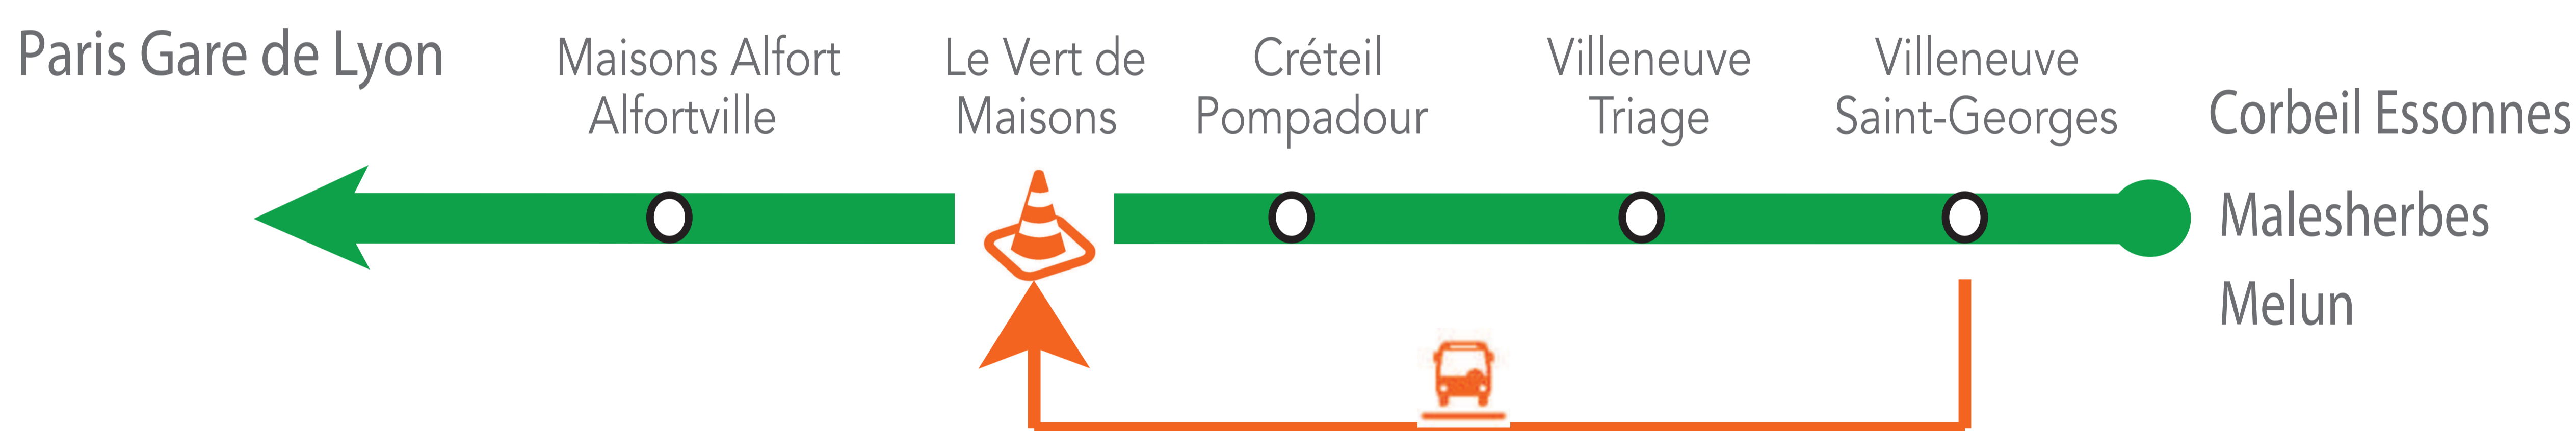 Paris Gare de Lyon
Maisons Alfort
Alfortville
Le Vert de
Maisons
Créteil
Pompadour
Villeneuve
Triage
Villeneuve
Saint-Georges
Corbeil Essonnes
Malesherbes
Melun